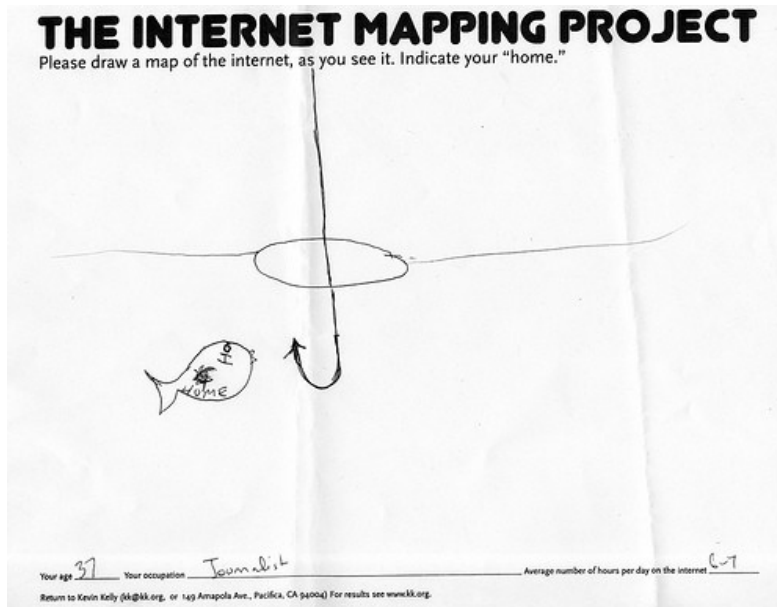 THE INTERNET MAPPING PROJECT
Please draw a map of the internet, as you see it. Indicate your “home.”
HOME
Your age 37 Your occupation Journalist Average number of hours per day on the internet 6-7
Return to Kevin Kelly (kk@kk.org, or 149 Amapola Ave., Pacifica, CA 94004) For results see www.kk.org.